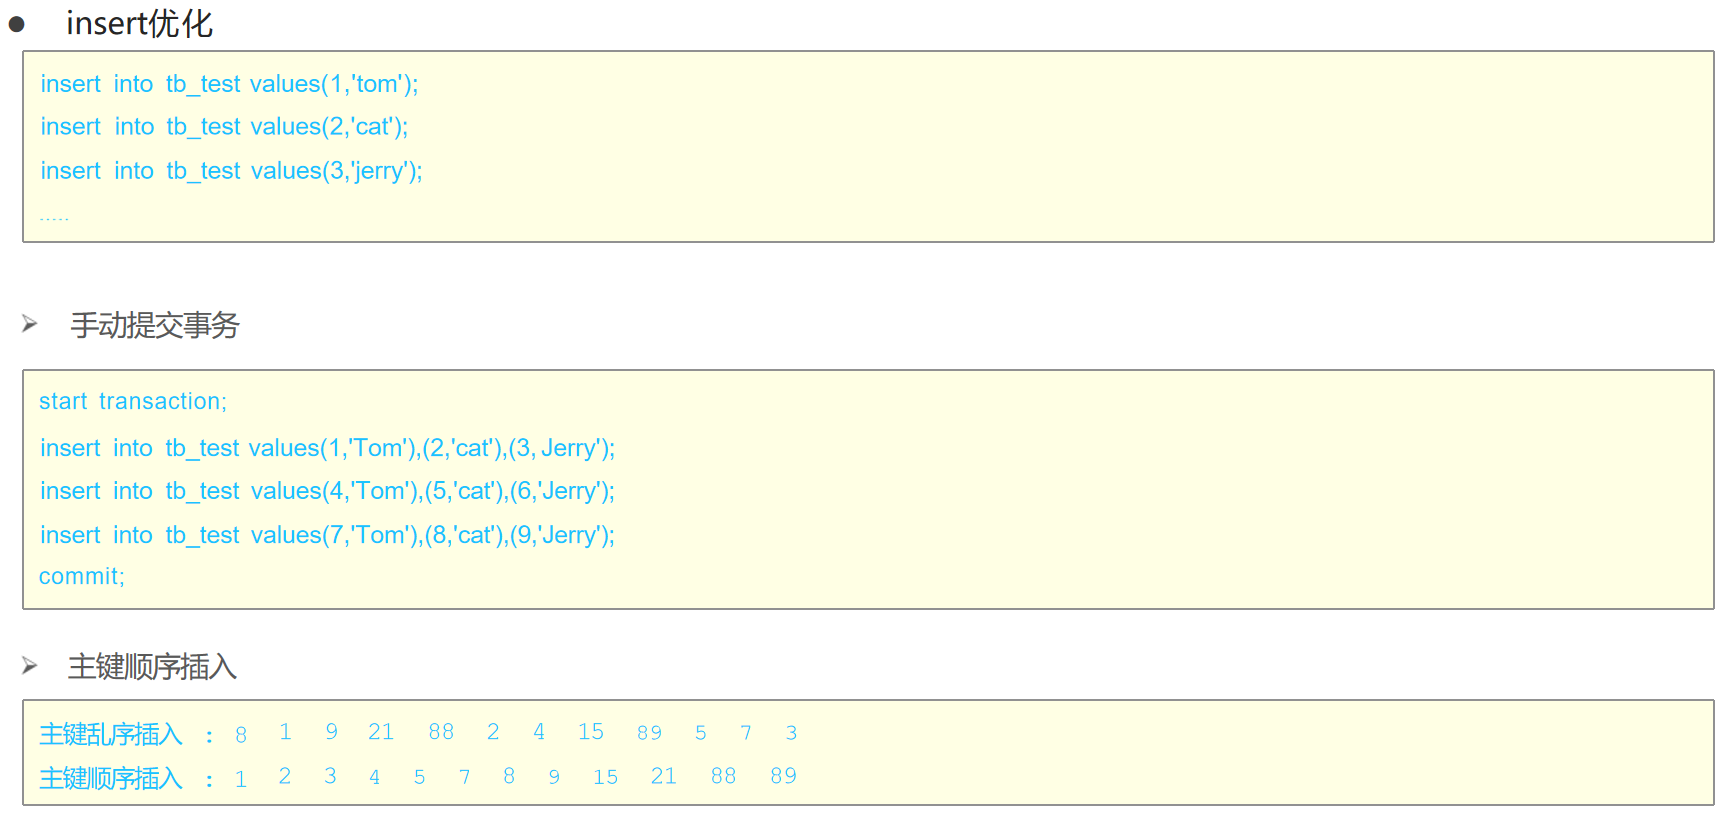 insert优化
insert into tb_test values(1,'tom');
insert into tb_test values(2,'cat');
insert into tb_test values(3,'jerry');
.....
手动提交事务
start transaction;
insert into tb_test values(1,'Tom'),(2,'cat'),(3, Jerry');
insert into tb_test values(4,'Tom'),(5,'cat'),(6,'Jerry');
insert into tb_test values(7,'Tom'),(8,'cat'),(9,'Jerry');
commit;
主键顺序插入
主键乱序插入 : 8 1 9 21 88 2 4 15 89 5 7 3
主键顺序插入 : 1 2 3 4 5 7 8 9 15 21 88 89